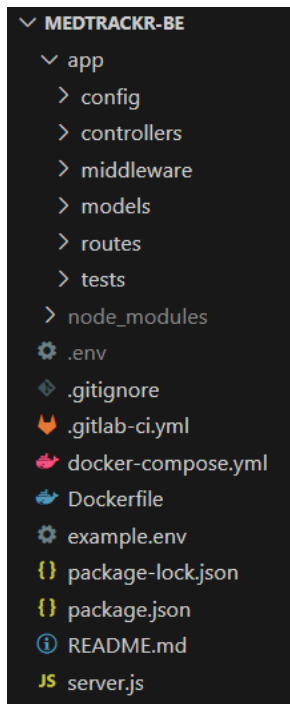 MEDTRACKR-BE
app
config
controllers
middleware
models
routes
tests
node_modules
.env
.gitignore
.gitlab-ci.yml
docker-compose.yml
Dockerfile
example.env
{} package-lock.json
{} package.json
README.md
JS server.js